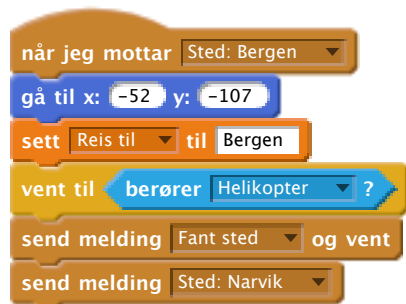 når jeg mottar Sted: Bergen
gå til x: -52 y: -107
sett Reis til til Bergen
vent til berører Helikopter ?
send melding Fant sted og vent
send melding Sted: Narvik